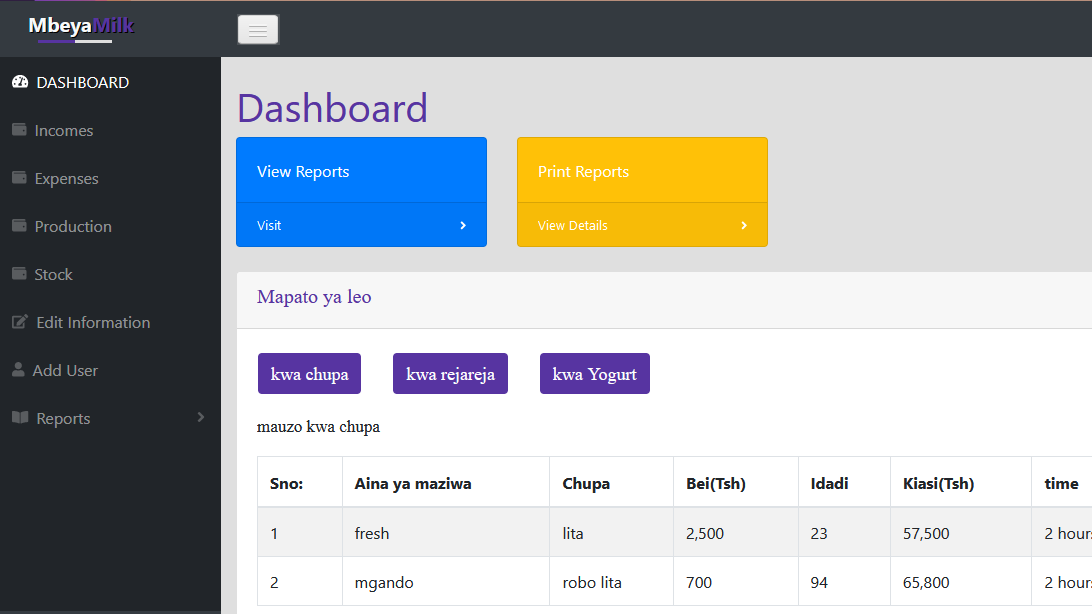 MbeyaMilk
DASHBOARD
Incomes
Expenses
Production
Stock
Edit Information
Add User
Reports
Dashboard
View Reports
Visit
Print Reports
View Details
Mapato ya leo
kwa chupa kwa rejareja kwa Yogurt
mauzo kwa chupa
Sno: Aina ya maziwa Chupa Bei(Tsh) Idadi Kiasi(Tsh) time
1 fresh lita 2,500 23 57,500 2 hour
2 mgando robo lita 700 94 65,800 2 hour